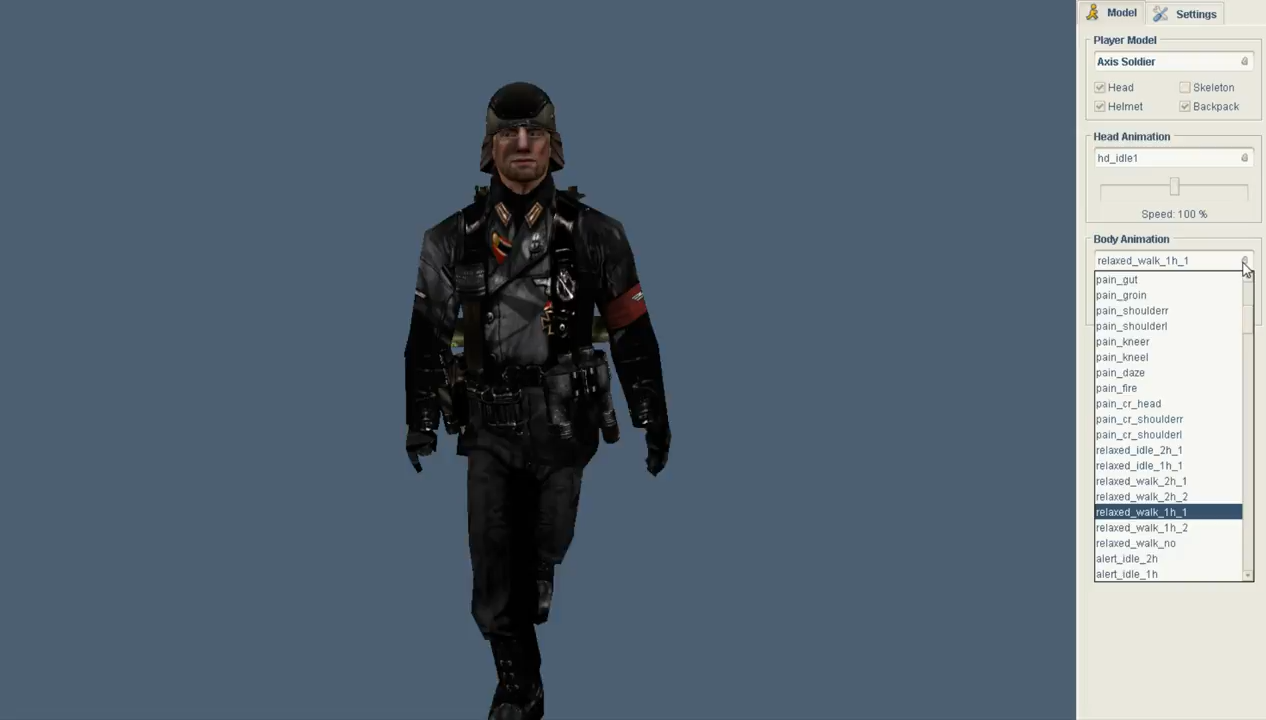 Model
Settings
Player Model
Axis Soldier
Head
Skeleton
Helmet
Backpack
Head Animation
hd_idle1
Speed: 100 %
Body Animation
relaxed_walk_1h_1
pain_gut
pain_groin
pain_shoulderr
pain_shoulderl
pain_kneer
pain_kneel
pain_daze
pain_fire
pain_cr_head
pain_cr_shoulderr
pain_cr_shoulderl
relaxed_idle_2h_1
relaxed_idle_1h_1
relaxed_walk_2h_1
relaxed_walk_2h_2
relaxed_walk_1h_1
relaxed_walk_1h_2
relaxed_walk_no
alert_idle_2h
alert_idle_1h